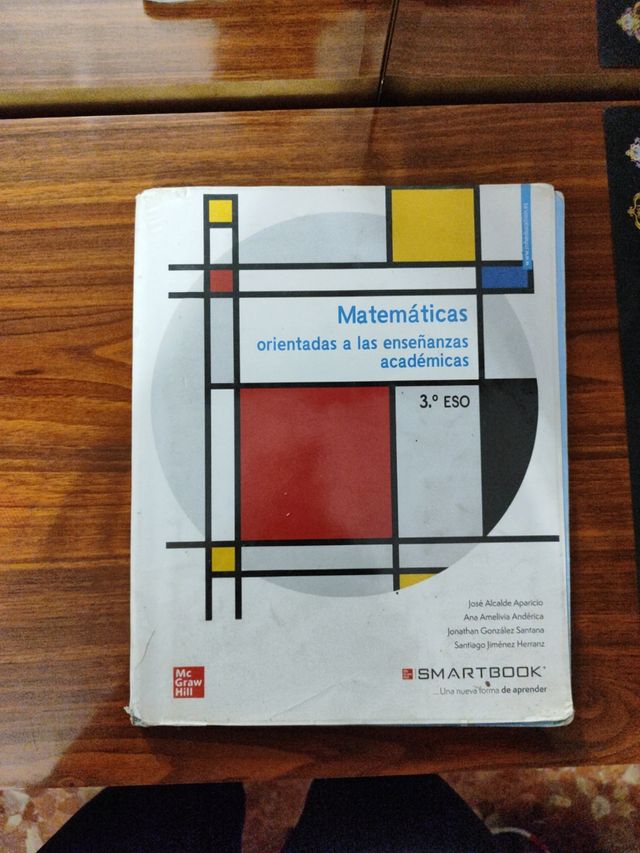 Matemáticas
orientadas a las enseñanzas
académicas
3.º ESO
José Alcalde Aparicio
Ana Amelivia Andérica
Jonathan González Santana
Santiago Jiménez Herranz
Mc
Graw
Hill
SMARTBOOK
...Una nueva forma de aprender